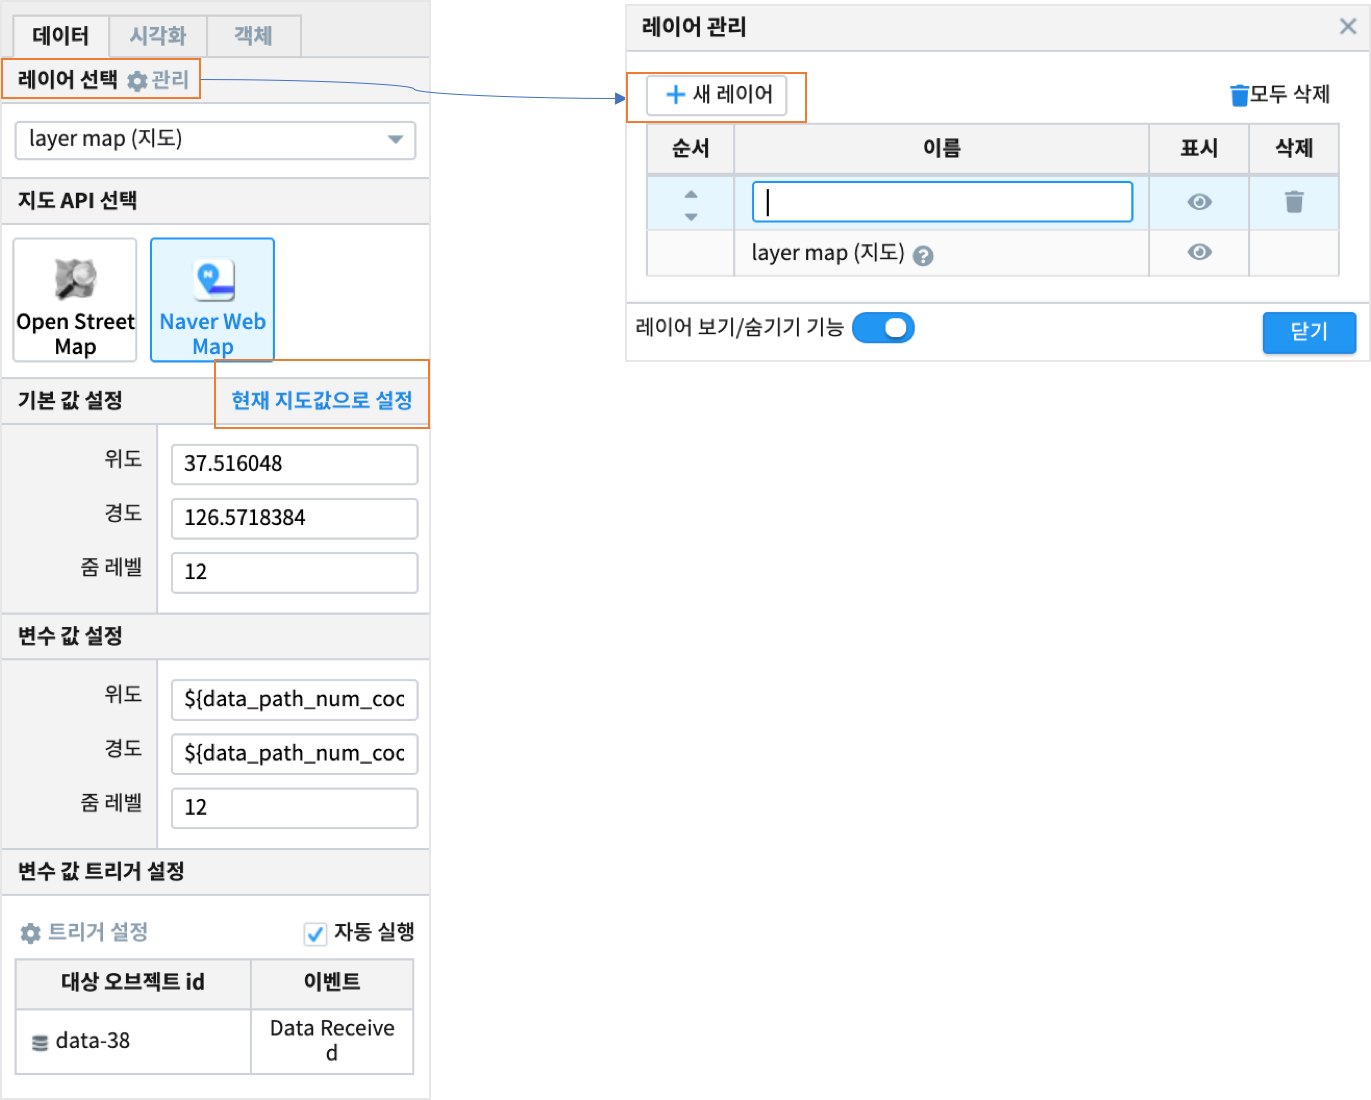 데이터
시각화
객체
레이어 선택 관리
layer map (지도)
지도 API 선택
Open Street
Map
Naver Web
Map
기본 값 설정 현재 지도값으로 설정
위도 37.516048
경도 126.5718384
줌 레벨 12
변수 값 설정
위도 ${data_path_num_coc
경도 ${data_path_num_coc
줌 레벨 12
변수 값 트리거 설정
트리거 설정 자동 실행
대상 오브젝트 id 이벤트
data-38 Data Receive
d
레이어 관리
+ 새 레이어 모두 삭제
순서 이름 표시 삭제
layer map (지도) ?
레이어 보기/숨기기 기능 닫기